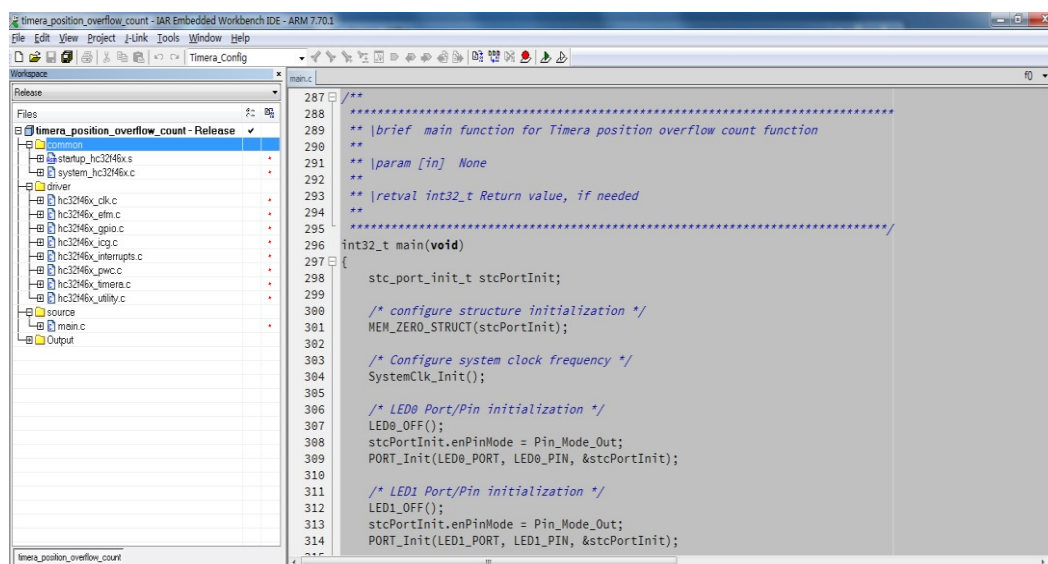 timera_position_overflow_count - IAR Embedded Workbench IDE - ARM 7.70.1
File Edit View Project J-Link Tools Window Help
Timera_Config
Workspace
Release
Files
timera_position_overflow_count - Release
common
startup_hc32f46x.s
system_hc32f46x.c
driver
hc32f46x_clk.c
hc32f46x_efm.c
hc32f46x_gpio.c
hc32f46x_icg.c
hc32f46x_interrupts.c
hc32f46x_pwc.c
hc32f46x_timera.c
hc32f46x_utility.c
source
main.c
Output
timera_position_overflow_count
main.c
f()
287 /**
288 *******************************************************************************
289 ** |brief main function for Timera position overflow count function
290 **
291 ** |param [in] None
292 **
293 ** |retval int32_t Return value, if needed
294 **
295 ******************************************************************************/
296 int32_t main(void)
297 {
298 stc_port_init_t stcPortInit;
299
300 /* configure structure initialization */
301 MEM_ZERO_STRUCT(stcPortInit);
302
303 /* Configure system clock frequency */
304 SystemClk_Init();
305
306 /* LED0 Port/Pin initialization */
307 LED0_OFF();
308 stcPortInit.enPinMode = Pin_Mode_Out;
309 PORT_Init(LED0_PORT, LED0_PIN, &stcPortInit);
310
311 /* LED1 Port/Pin initialization */
312 LED1_OFF();
313 stcPortInit.enPinMode = Pin_Mode_Out;
314 PORT_Init(LED1_PORT, LED1_PIN, &stcPortInit);